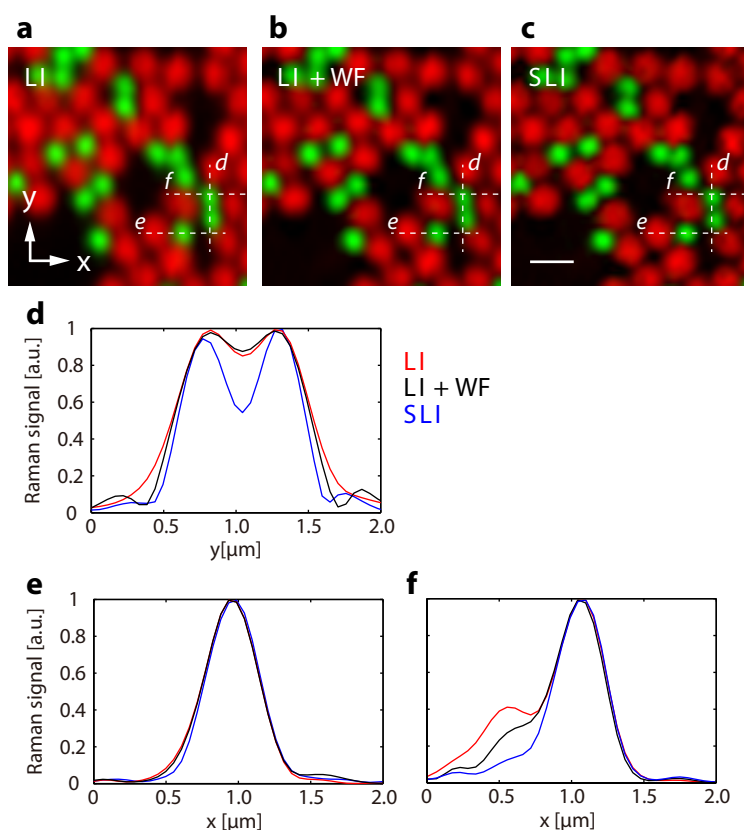 a
LI
d
f
e
y
x
b
LI + WF
d
f
e
c
SLI
d
f
e
d
Raman signal [a.u.]
1
0.8
0.6
0.4
0.2
0
0 0.5 1.0 1.5 2.0
y[µm]
LI
LI + WF
SLI
e
Raman signal [a.u.]
1
0.8
0.6
0.4
0.2
0
0 0.5 1.0 1.5 2.0
x [µm]
f
0 0.5 1.0 1.5 2.0
x [µm]